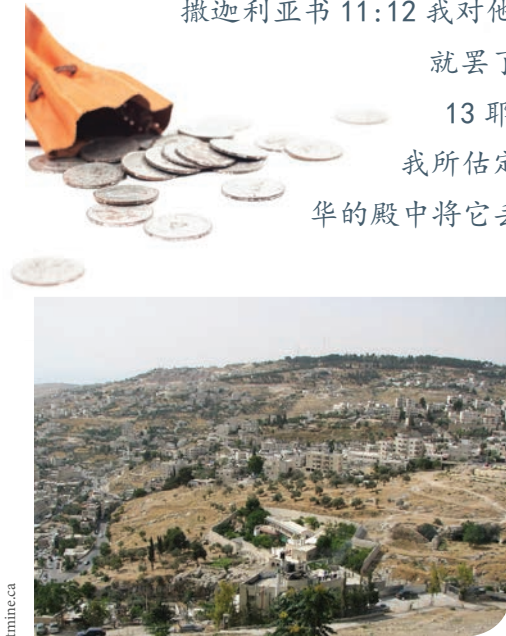 撒迦利亚书 11:12 我对他
就罢了
13 耶
我所估定
华的殿中将它丢
tmine.ca